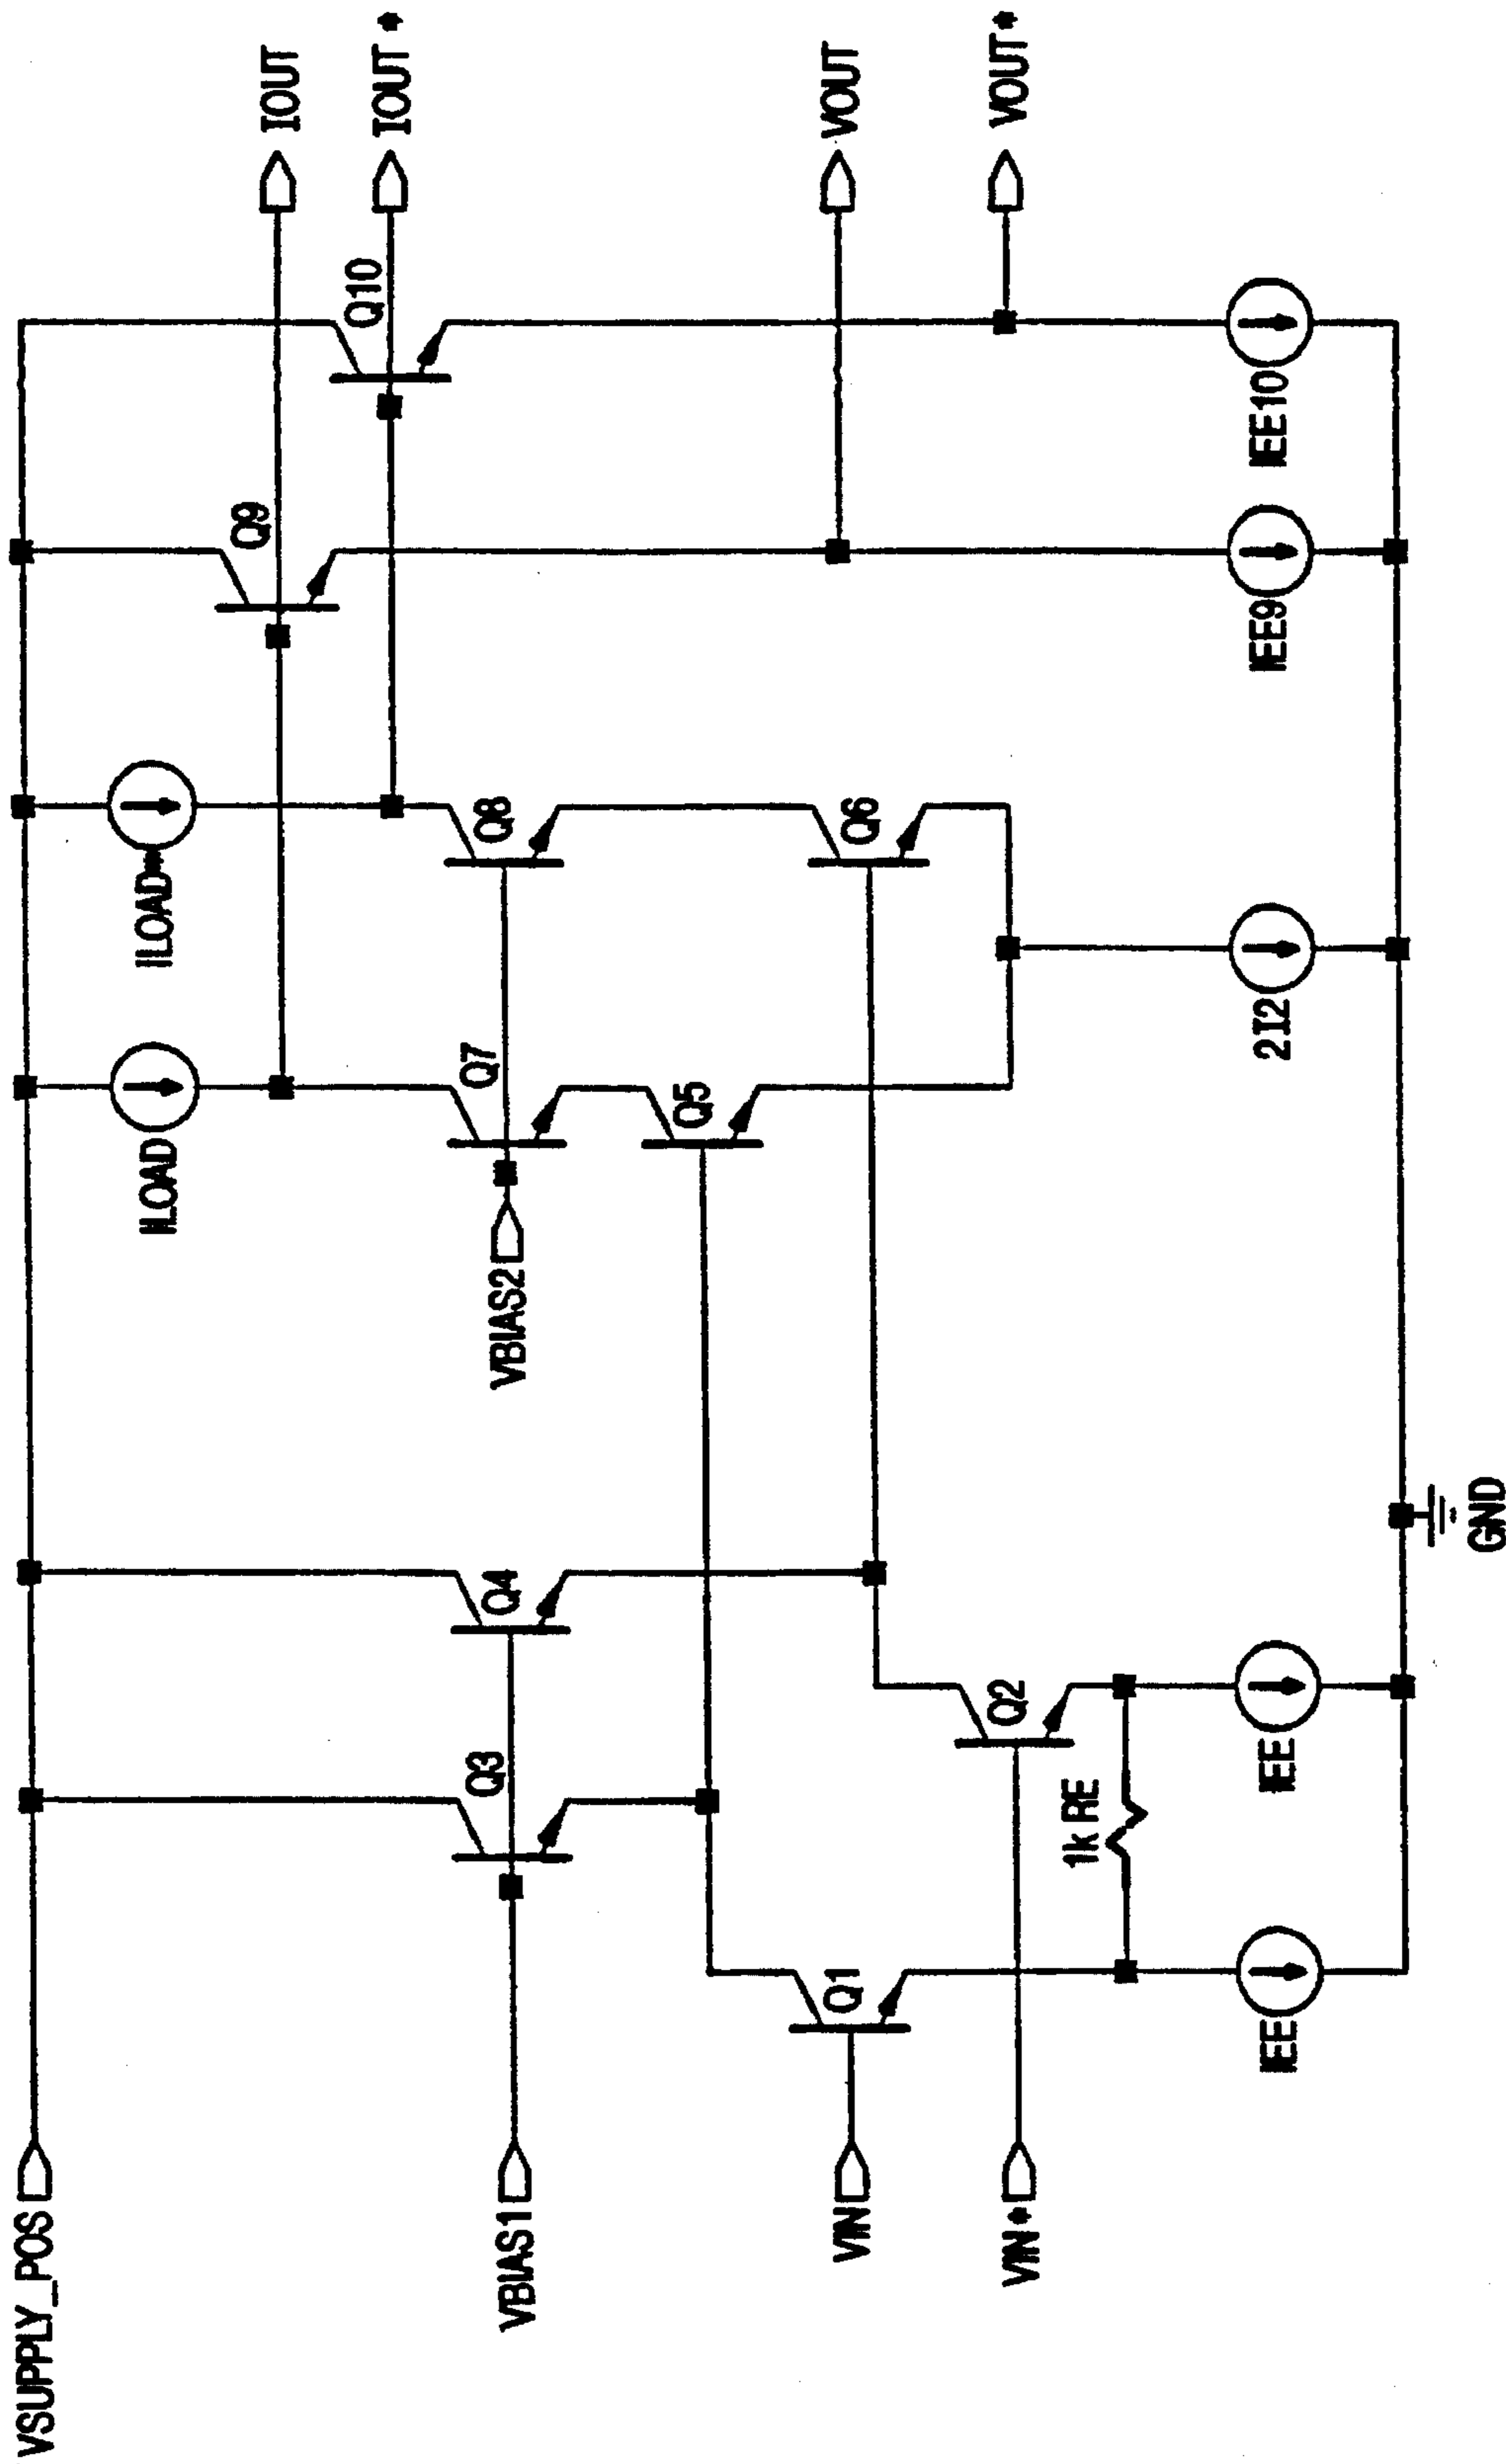 VSUPPLY_POS
VBIAS1
VIN
VIN*
Q1
Q2
Q3
Q4
1k RE
IEE
IEE
GND
VBIAS2
ILOAD
ILOAD*
Q7
Q8
Q5
Q6
2I2
Q9
Q10
IEE9
IEE10
IOUT
IOUT*
VOUT
VOUT*